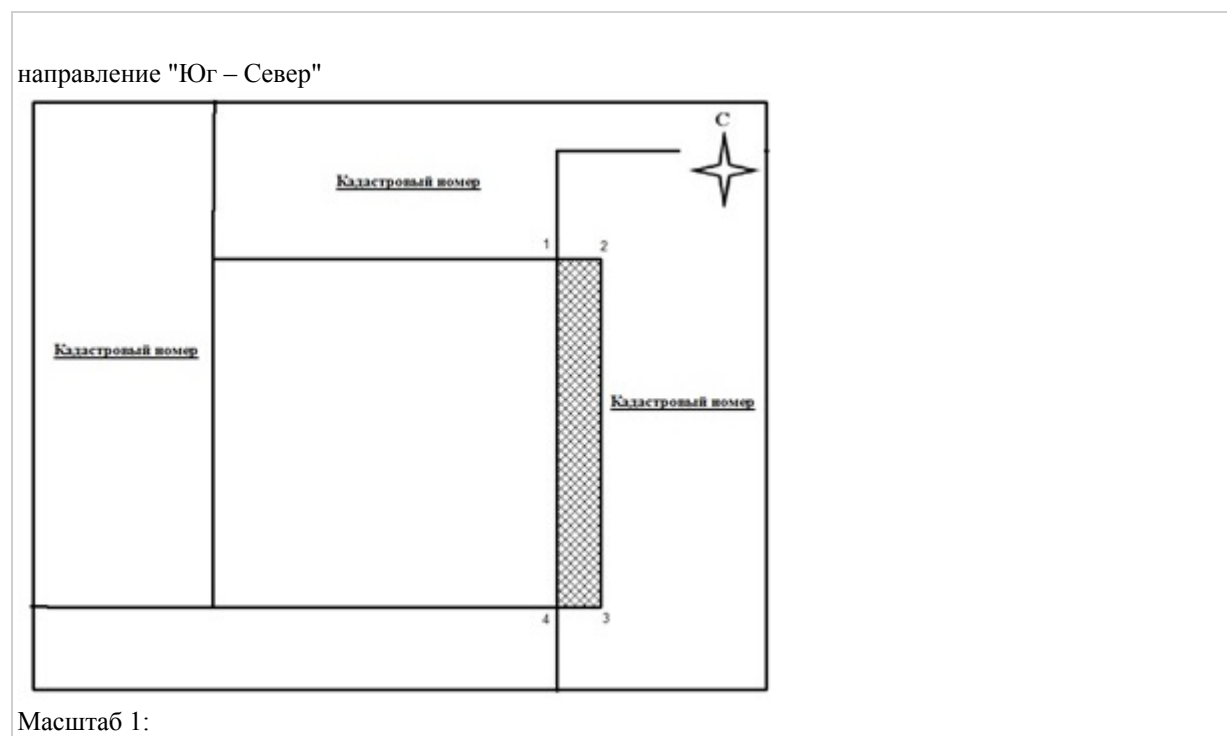 направление "Юг – Север"
С
Кадастровый номер
1 2
Кадастровый номер
Кадастровый номер
4 3
Масштаб 1: